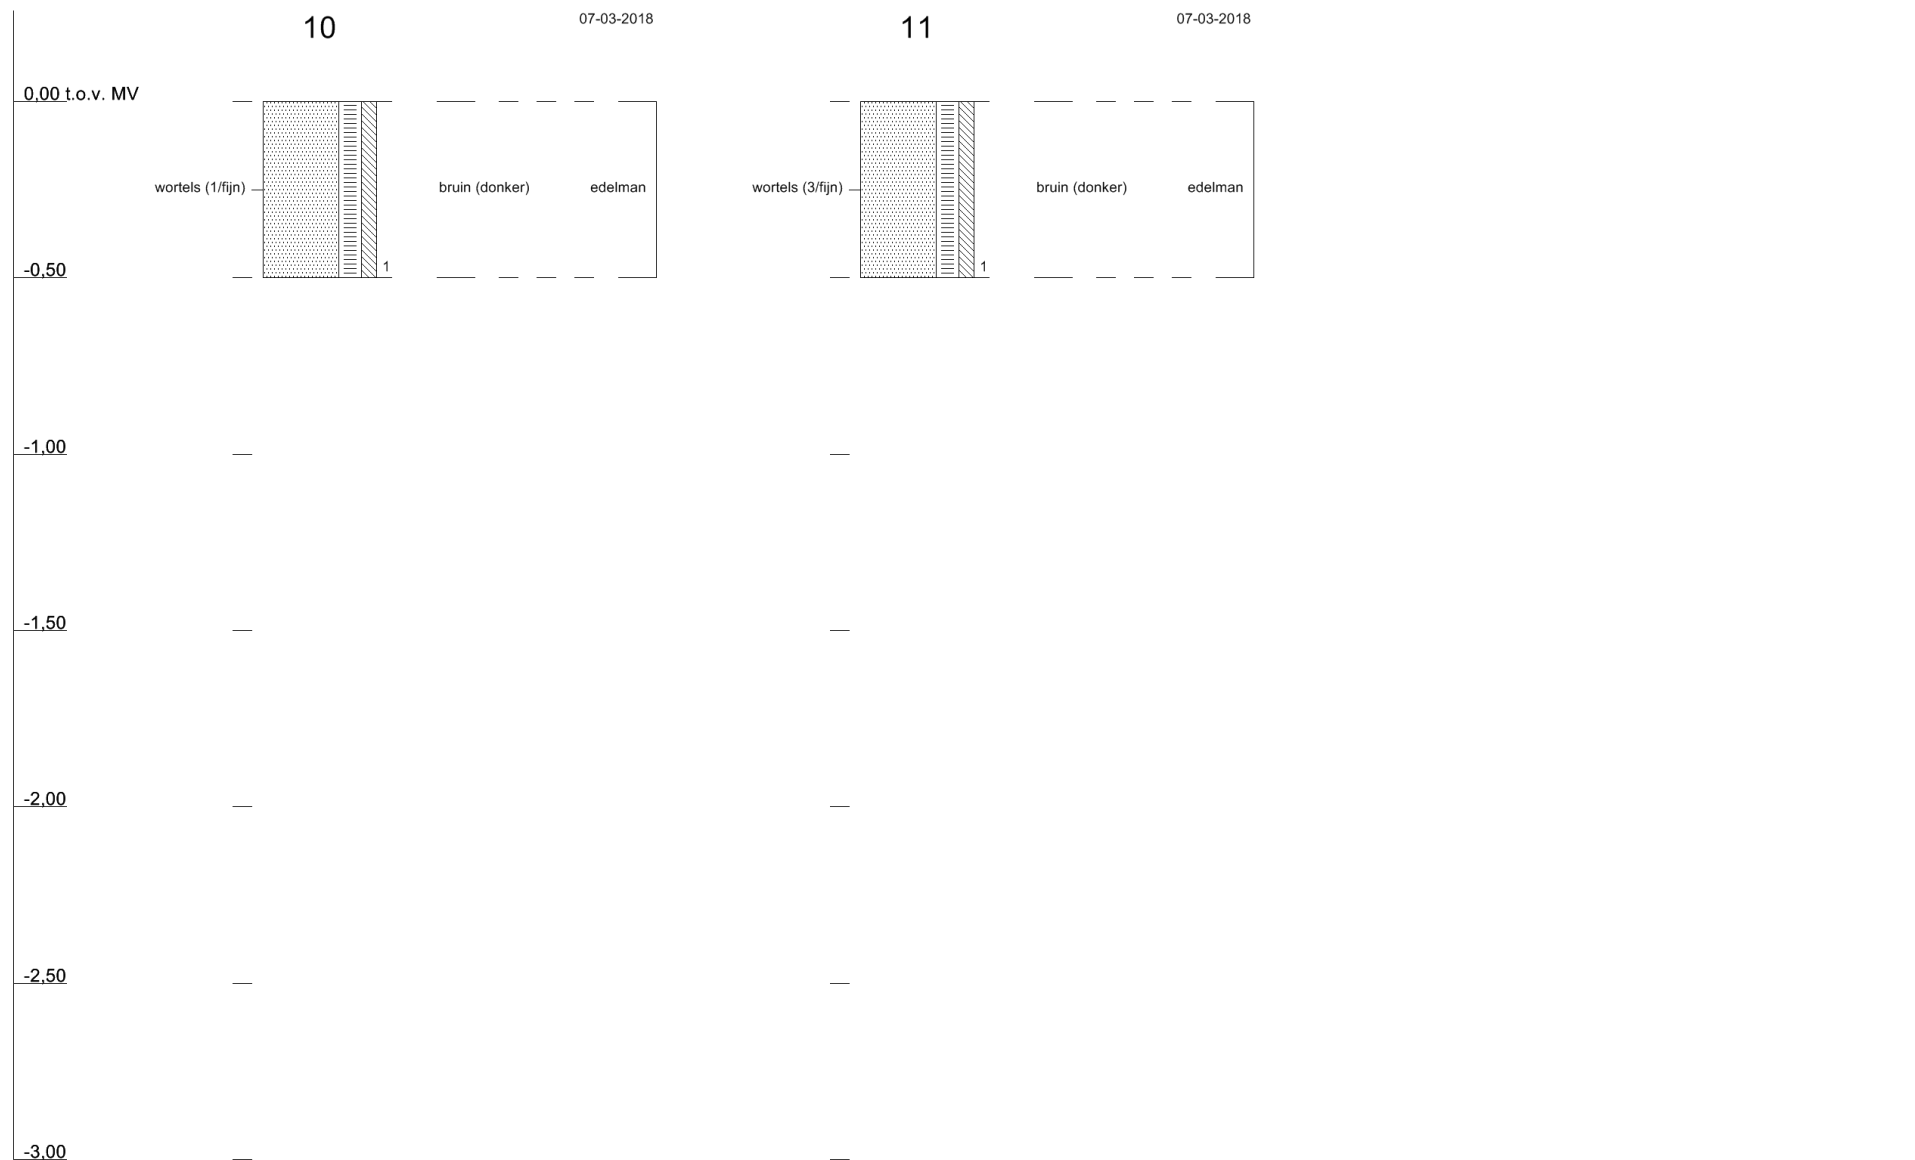 10
07-03-2018
11
07-03-2018
0,00 t.o.v. MV
wortels (1/fijn)
bruin (donker)
edelman
wortels (3/fijn)
bruin (donker)
edelman
1
1
-0,50
-1,00
-1,50
-2,00
-2,50
-3,00